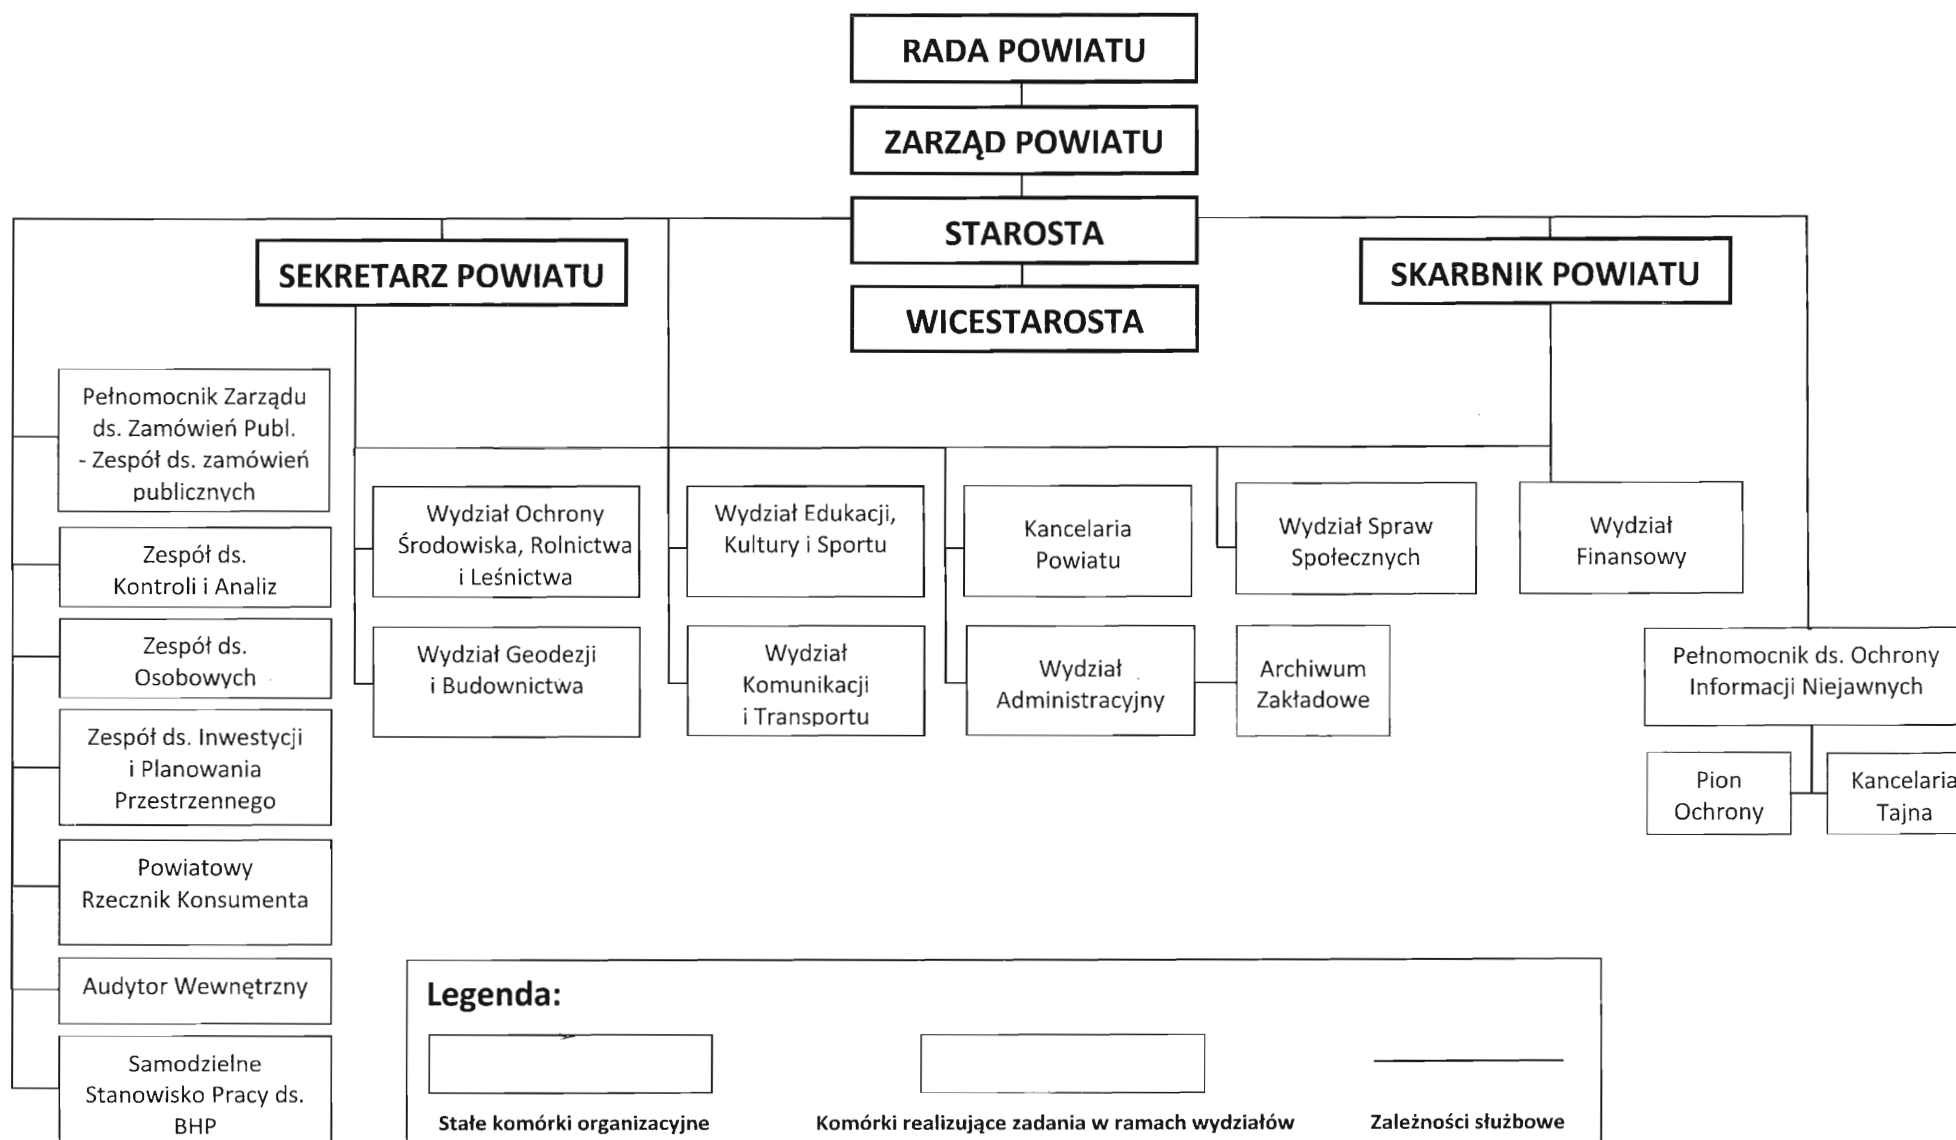 RADA POWIATU
ZARZĄD POWIATU
STAROSTA
SEKRETARZ POWIATU
SKARBNIK POWIATU
WICESTAROSTA
Pełnomocnik Zarządu
ds. Zamówień Publ.
- Zespół ds. zamówień
publicznych
Zespół ds.
Kontroli i Analiz
Zespół ds.
Osobowych
Zespół ds. Inwestycji
i Planowania
Przestrzennego
Powiatowy
Rzecznik Konsumenta
Audytor Wewnętrzny
Samodzielne
Stanowisko Pracy ds.
BHP
Wydział Ochrony
Środowiska, Rolnictwa
i Leśnictwa
Wydział Geodezji
i Budownictwa
Wydział Edukacji,
Kultury i Sportu
Wydział
Komunikacji
i Transportu
Kancelaria
Powiatu
Wydział
Administracyjny
Wydział Spraw
Społecznych
Archiwum
Zakładowe
Wydział
Finansowy
Pełnomocnik ds. Ochrony
Informacji Niejawnych
Pion
Ochrony
Kancelaria
Tajna
Legenda:
Stałe komórki organizacyjne
Komórki realizujące zadania w ramach wydziałów
Zależności służbowe